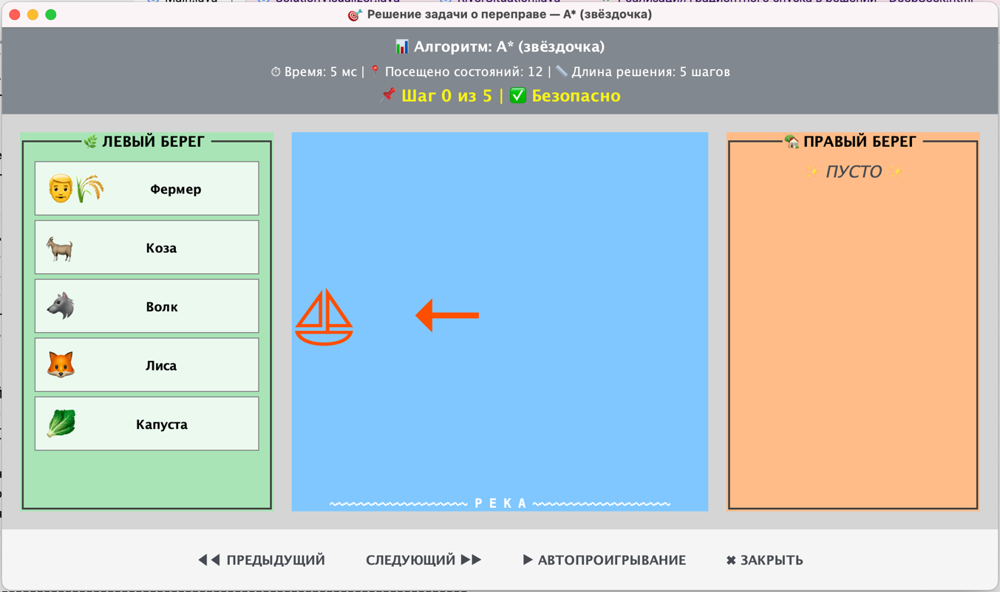 Решение задачи о переправе — A* (звёздочка)
Алгоритм: A* (звёздочка)
Время: 5 мс | Посещено состояний: 12 | Длина решения: 5 шагов
Шаг 0 из 5 | Безопасно
ЛЕВЫЙ БЕРЕГ
Фермер
Коза
Волк
Лиса
Капуста
РЕКА
ПРАВЫЙ БЕРЕГ
ПУСТО
ПРЕДЫДУЩИЙ
СЛЕДУЮЩИЙ
АВТОПРОИГРЫВАНИЕ
ЗАКРЫТЬ